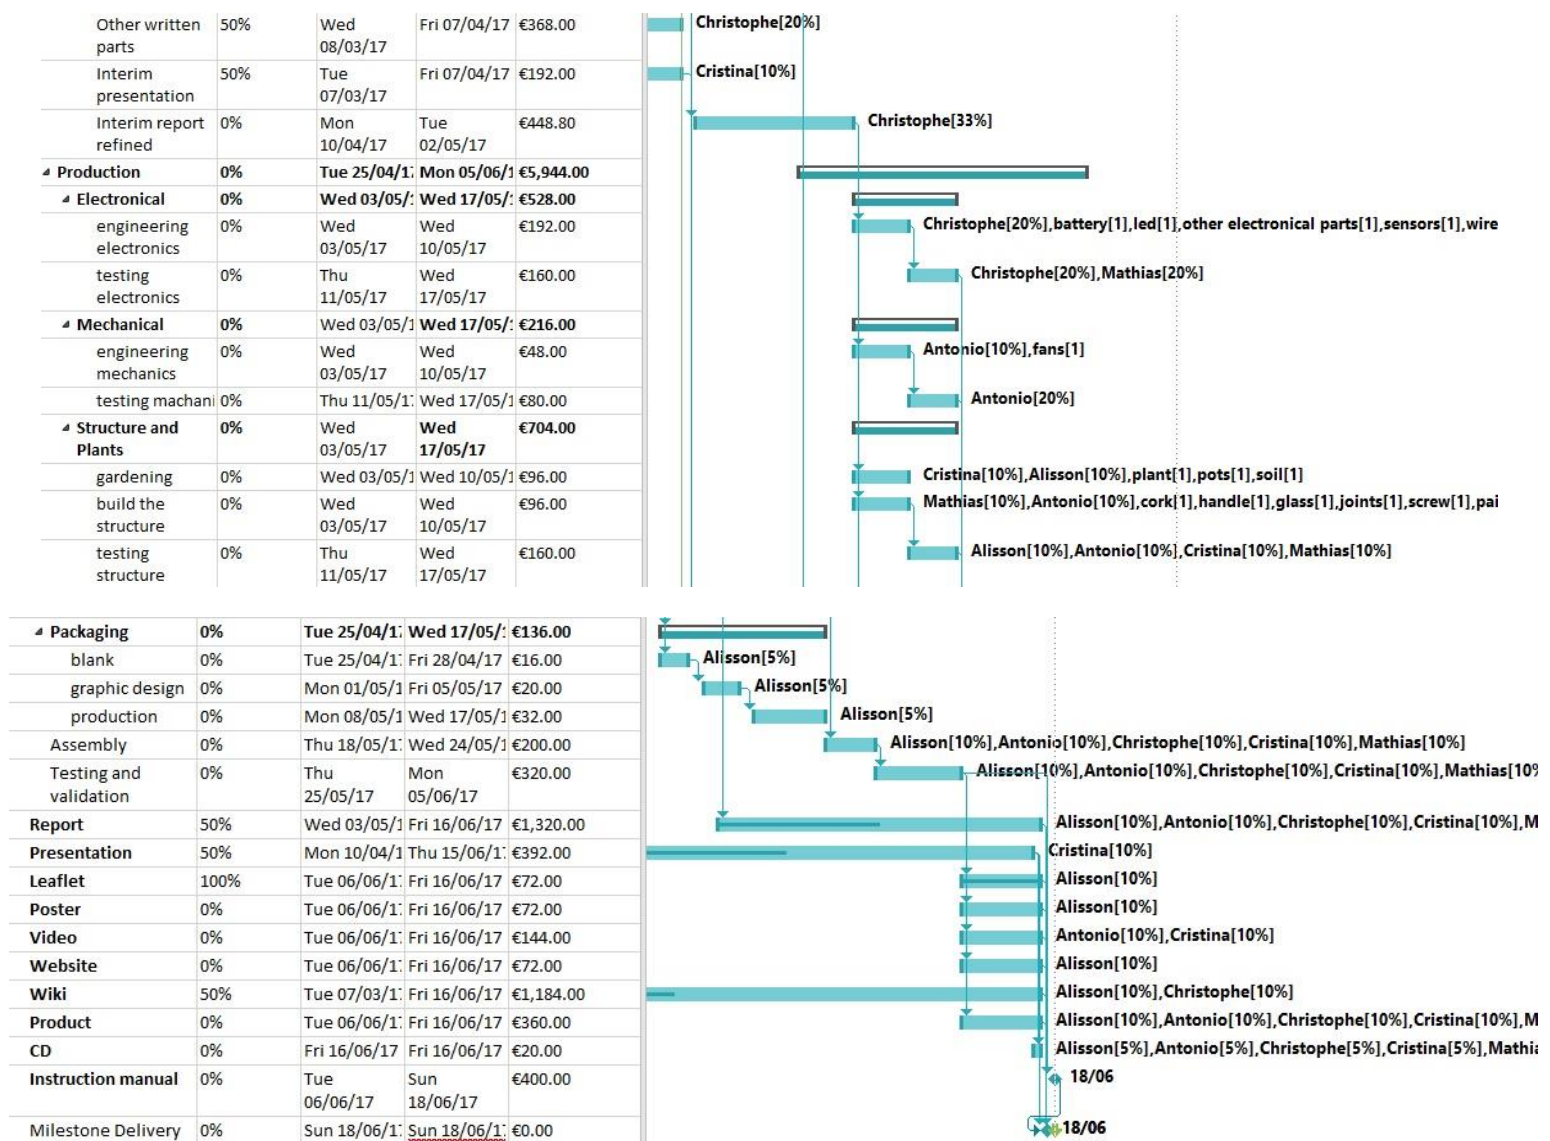 Other written 50% Wed Fri 07/04/17 €368.00 Christophe[20%]
parts 08/03/17
Interim 50% Tue Fri 07/04/17 €192.00 Cristina[10%]
presentation 07/03/17
Interim report 0% Mon Tue €448.80 Christophe[33%]
refined 10/04/17 02/05/17
Production 0% Tue 25/04/1 Mon 05/06/1 €5,944.00
Electronical 0% Wed 03/05/1 Wed 17/05/1 €528.00
engineering 0% Wed Wed €192.00 Christophe[20%],battery[1],led[1],other electronical parts[1],sensors[1],wire
electronics 03/05/17 10/05/17
testing 0% Thu Wed €160.00 Christophe[20%],Mathias[20%]
electronics 11/05/17 17/05/17
Mechanical 0% Wed 03/05/1 Wed 17/05/1 €216.00
engineering 0% Wed Wed €48.00 Antonio[10%],fans[1]
mechanics 03/05/17 10/05/17
testing machani 0% Thu 11/05/1 Wed 17/05/1 €80.00 Antonio[20%]
Structure and 0% Wed Wed €704.00
Plants 03/05/17 17/05/17
gardening 0% Wed 03/05/1 Wed 10/05/1 €96.00 Cristina[10%],Alisson[10%],plant[1],pots[1],soil[1]
build the 0% Wed Wed €96.00 Mathias[10%],Antonio[10%],cork[1],handle[1],glass[1],joints[1],screw[1],pai
structure 03/05/17 10/05/17
testing 0% Thu Wed €160.00 Alisson[10%],Antonio[10%],Cristina[10%],Mathias[10%]
structure 11/05/17 17/05/17
Packaging 0% Tue 25/04/1 Wed 17/05/1 €136.00
blank 0% Tue 25/04/1 Fri 28/04/17 €16.00 Alisson[5%]
graphic design 0% Mon 01/05/1 Fri 05/05/17 €20.00 Alisson[5%]
production 0% Mon 08/05/1 Wed 17/05/1 €32.00 Alisson[5%]
Assembly 0% Thu 18/05/1 Wed 24/05/1 €200.00 Alisson[10%],Antonio[10%],Christophe[10%],Cristina[10%],Mathias[10%]
Testing and 0% Thu Mon €320.00 Alisson[10%],Antonio[10%],Christophe[10%],Cristina[10%],Mathias[10%
validation 25/05/17 05/06/17
Report 50% Wed 03/05/1 Fri 16/06/17 €1,320.00 Alisson[10%],Antonio[10%],Christophe[10%],Cristina[10%],M
Presentation 50% Mon 10/04/1 Thu 15/06/1 €392.00 Cristina[10%]
Leaflet 100% Tue 06/06/1 Fri 16/06/17 €72.00 Alisson[10%]
Poster 0% Tue 06/06/1 Fri 16/06/17 €72.00 Alisson[10%]
Video 0% Tue 06/06/1 Fri 16/06/17 €144.00 Antonio[10%],Cristina[10%]
Website 0% Tue 06/06/1 Fri 16/06/17 €72.00 Alisson[10%]
Wiki 50% Tue 07/03/1 Fri 16/06/17 €1,184.00 Alisson[10%],Christophe[10%]
Product 0% Tue 06/06/1 Fri 16/06/17 €360.00 Alisson[10%],Antonio[10%],Christophe[10%],Cristina[10%],M
CD 0% Fri 16/06/17 Fri 16/06/17 €20.00 Alisson[5%],Antonio[5%],Christophe[5%],Cristina[5%],Mathia
Instruction manual 0% Tue Sun €400.00 18/06
06/06/17 18/06/17
Milestone Delivery 0% Sun 18/06/1 Sun 18/06/1 €0.00 18/06